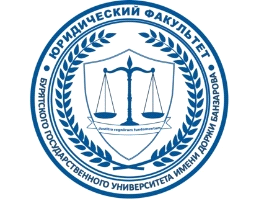 ЮРИДИЧЕСКИЙ ФАКУЛЬТЕТ
БУРЯТСКОГО ГОСУДАРСТВЕННОГО УНИВЕРСИТЕТА ИМЕНИ ДОРЖИ БАНЗАРОВА